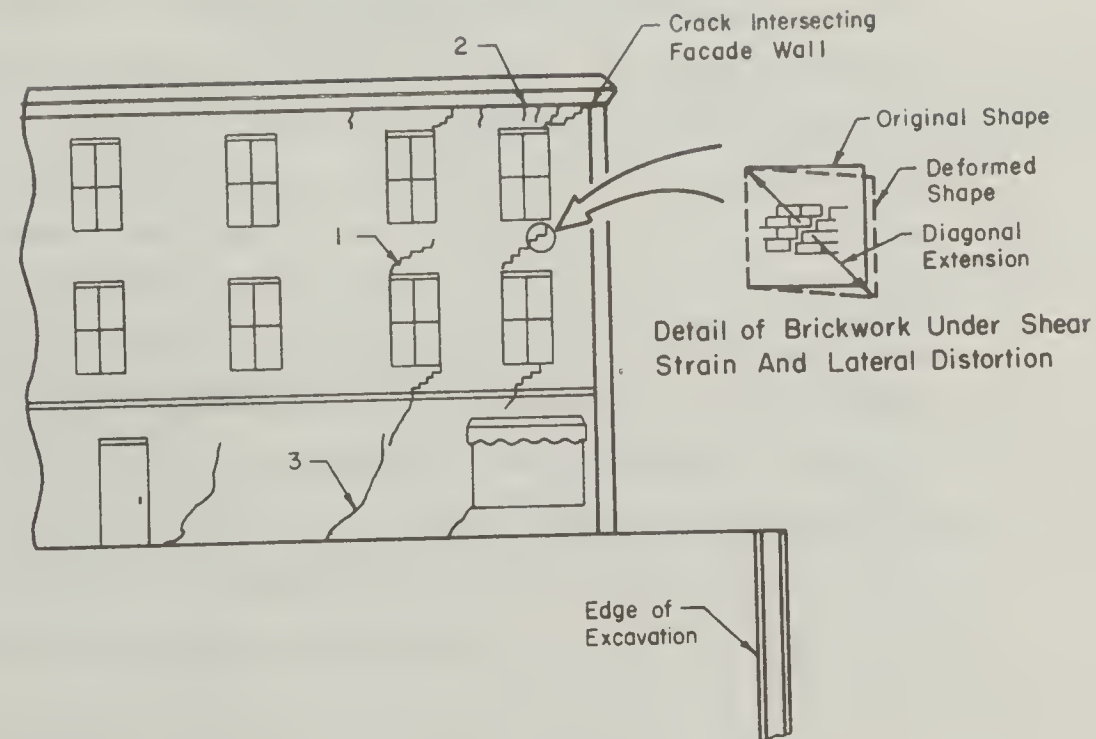 Crack Intersecting
Facade Wall
2
Original Shape
Deformed
Shape
Diagonal
Extension
1
Detail of Brickwork Under Shear
Strain And Lateral Distortion
3
Edge of
Excavation